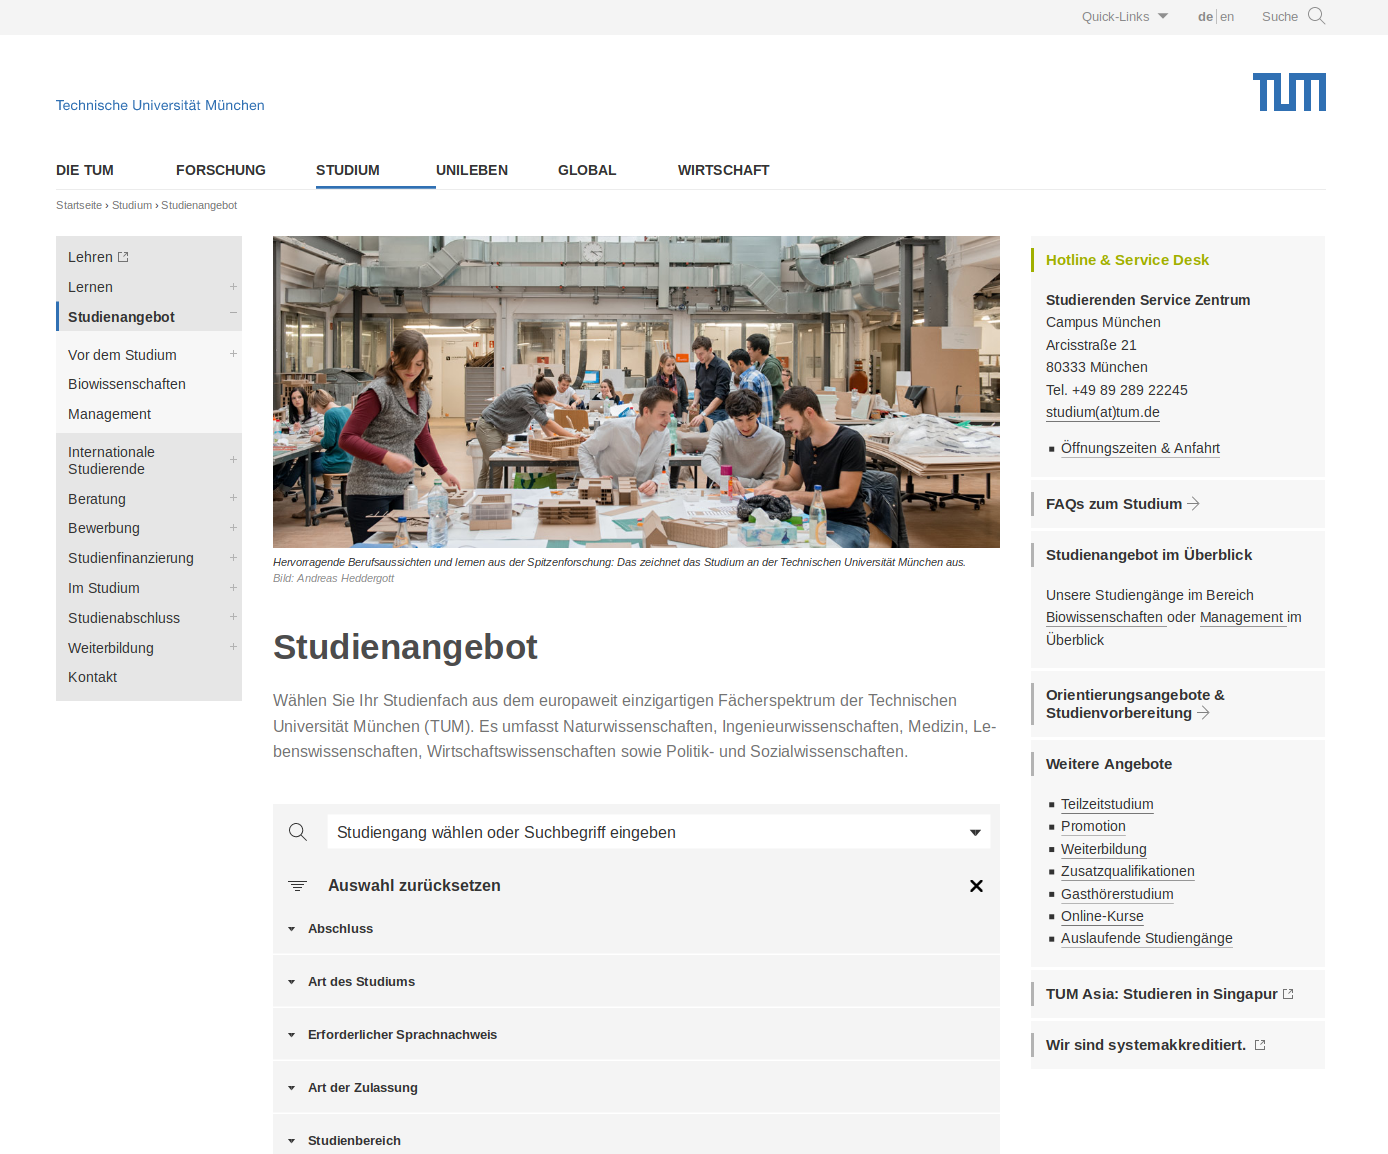 Quick-Links
de en
Suche
Technische Universität München
TUM
DIE TUM
FORSCHUNG
STUDIUM
UNILEBEN
GLOBAL
WIRTSCHAFT
Startseite › Studium › Studienangebot
Lehren
Lernen
Studienangebot
Vor dem Studium
Biowissenschaften
Management
Internationale
Studierende
Beratung
Bewerbung
Studienfinanzierung
Im Studium
Studienabschluss
Weiterbildung
Kontakt
Hervorragende Berufsaussichten und lernen aus der Spitzenforschung: Das zeichnet das Studium an der Technischen Universität München aus.
Bild: Andreas Heddergott
Studienangebot
Wählen Sie Ihr Studienfach aus dem europaweit einzigartigen Fächerspektrum der Technischen
Universität München (TUM). Es umfasst Naturwissenschaften, Ingenieurwissenschaften, Medizin, Le-
benswissenschaften, Wirtschaftswissenschaften sowie Politik- und Sozialwissenschaften.
Studiengang wählen oder Suchbegriff eingeben
Auswahl zurücksetzen
Abschluss
Art des Studiums
Erforderlicher Sprachnachweis
Art der Zulassung
Studienbereich
Hotline & Service Desk
Studierenden Service Zentrum
Campus München
Arcisstraße 21
80333 München
Tel. +49 89 289 22245
studium(at)tum.de
Öffnungszeiten & Anfahrt
FAQs zum Studium
Studienangebot im Überblick
Unsere Studiengänge im Bereich
Biowissenschaften oder Management im
Überblick
Orientierungsangebote &
Studienvorbereitung
Weitere Angebote
Teilzeitstudium
Promotion
Weiterbildung
Zusatzqualifikationen
Gasthörerstudium
Online-Kurse
Auslaufende Studiengänge
TUM Asia: Studieren in Singapur
Wir sind systemakkreditiert.